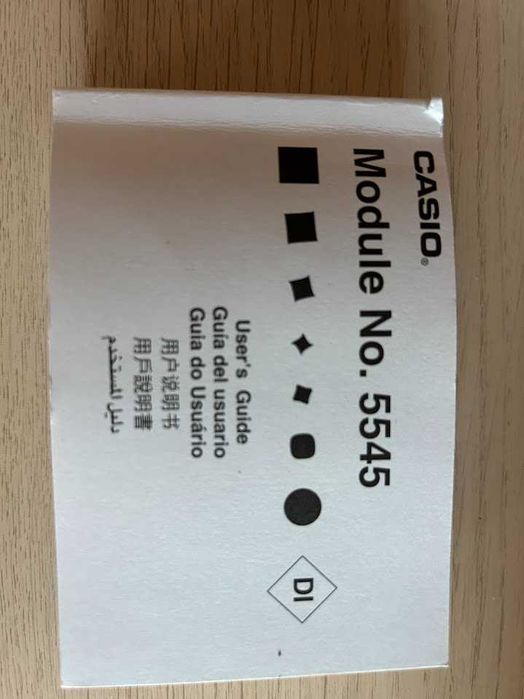 CASIO®
Module No. 5545
DI
User's Guide
Guía del usuario
Guia do Usuário
用户说明书
用戶說明書
دليل المستخدم